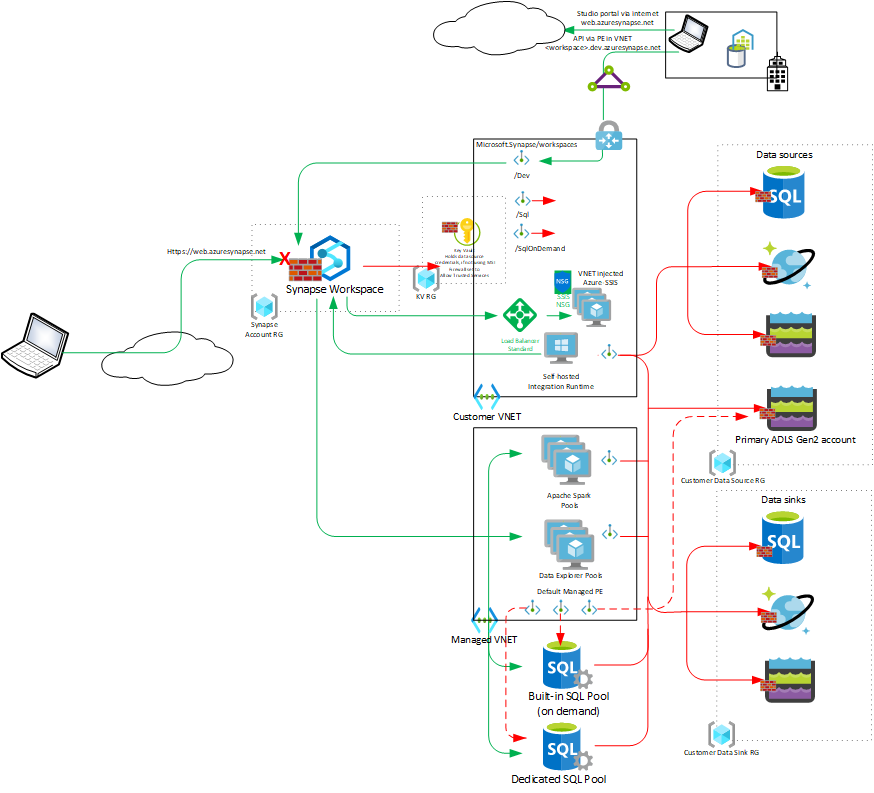 Studio portal via internet
web.azuresynapse.net
API via PE in VNET
<workspace>.dev.azuresynapse.net
Microsoft.Synapse/workspaces
/Dev
/Sql
/SqlOnDemand
Data sources
SQL
Key Vault
Holds data source
credentials, if not using MSI
Firewall set to
Allow Trusted Services
KV RG
Https://web.azuresynapse.net
X
Synapse Workspace
Synapse
Account RG
NSG
SSIS
NSG
VNET injected
Azure-SSIS
Load Balancer
Standard
Self-hosted
Integration Runtime
Customer VNET
Primary ADLS Gen2 account
Customer Data Source RG
Apache Spark
Pools
Data Explorer Pools
Default Managed PE
Managed VNET
Data sinks
SQL
SQL
Built-in SQL Pool
(on demand)
SQL
Dedicated SQL Pool
Customer Data Sink RG